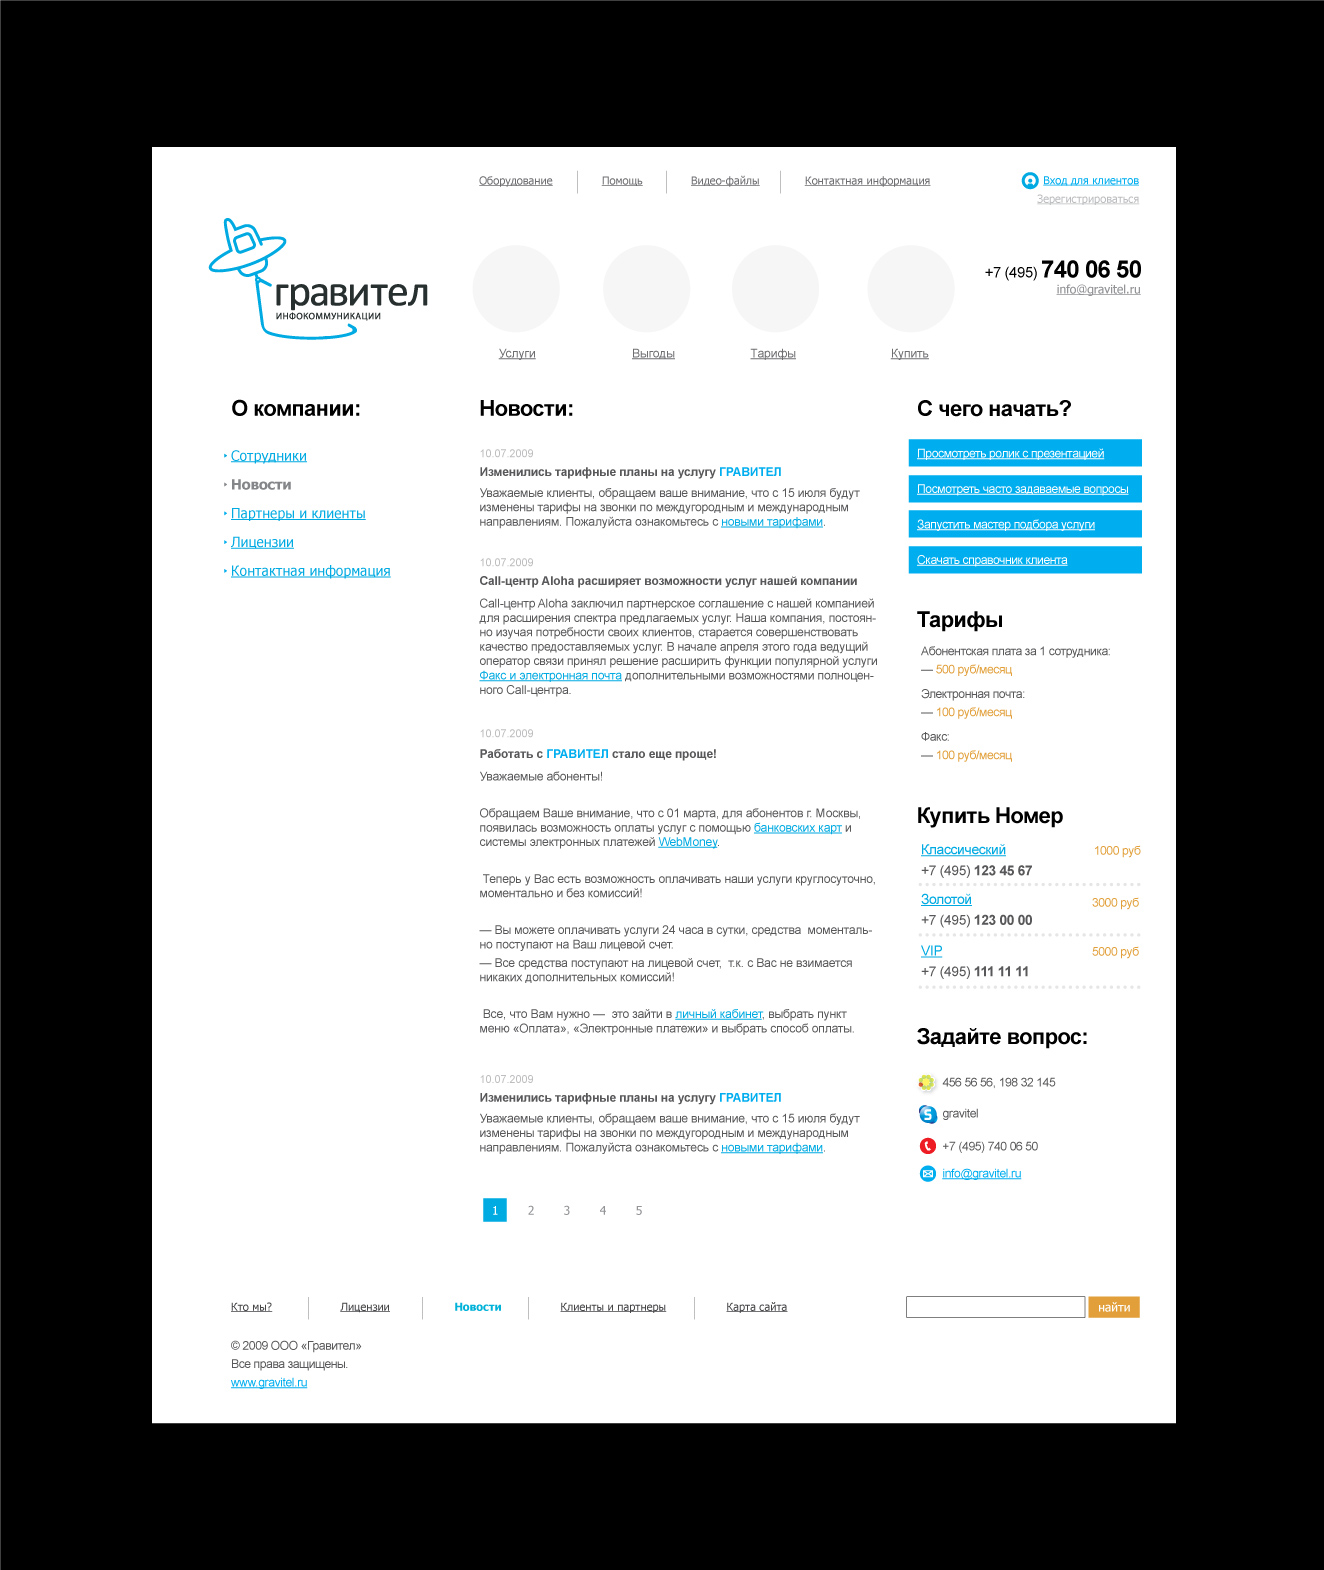 Оборудование
Помощь
Видео-файлы
Контактная информация
Вход для клиентов
Зерегистрироваться
гравител
ИНФОКОММУНИКАЦИИ
+7 (495) 740 06 50
info@gravitel.ru
Услуги
Выгоды
Тарифы
Купить
О компании:
Сотрудники
Новости
Партнеры и клиенты
Лицензии
Контактная информация
Новости:
10.07.2009
Изменились тарифные планы на услугу ГРАВИТЕЛ
Уважаемые клиенты, обращаем ваше внимание, что с 15 июля будут
изменены тарифы на звонки по междугородным и международным
направлениям. Пожалуйста ознакомьтесь с новыми тарифами.
10.07.2009
Call-центр Aloha расширяет возможности услуг нашей компании
Call-центр Aloha заключил партнерское соглашение с нашей компанией
для расширения спектра предлагаемых услуг. Наша компания, постоян-
но изучая потребности своих клиентов, старается совершенствовать
качество предоставляемых услуг. В начале апреля этого года ведущий
оператор связи принял решение расширить функции популярной услуги
Факс и электронная почта дополнительными возможностями полноцен-
ного Call-центра.
10.07.2009
Работать с ГРАВИТЕЛ стало еще проще!
Уважаемые абоненты!
Обращаем Ваше внимание, что с 01 марта, для абонентов г. Москвы,
появилась возможность оплаты услуг с помощью банковских карт и
системы электронных платежей WebMoney.
Теперь у Вас есть возможность оплачивать наши услуги круглосуточно,
моментально и без комиссий!
— Вы можете оплачивать услуги 24 часа в сутки, средства  моменталь-
но поступают на Ваш лицевой счет.
— Все средства поступают на лицевой счет,  т.к. с Вас не взимается
никаких дополнительных комиссий!
Все, что Вам нужно —  это зайти в личный кабинет, выбрать пункт
меню «Оплата», «Электронные платежи» и выбрать способ оплаты.
10.07.2009
Изменились тарифные планы на услугу ГРАВИТЕЛ
Уважаемые клиенты, обращаем ваше внимание, что с 15 июля будут
изменены тарифы на звонки по междугородным и международным
направлениям. Пожалуйста ознакомьтесь с новыми тарифами.
1 2 3 4 5
С чего начать?
Просмотреть ролик с презентацией
Посмотреть часто задаваемые вопросы
Запустить мастер подбора услуги
Скачать справочник клиента
Тарифы
Абонентская плата за 1 сотрудника:
— 500 руб/месяц
Электронная почта:
— 100 руб/месяц
Факс:
— 100 руб/месяц
Купить Номер
Классический 1000 руб
+7 (495) 123 45 67
Золотой 3000 руб
+7 (495) 123 00 00
VIP 5000 руб
+7 (495) 111 11 11
Задайте вопрос:
456 56 56, 198 32 145
gravitel
+7 (495) 740 06 50
info@gravitel.ru
Кто мы?
Лицензии
Новости
Клиенты и партнеры
Карта сайта
найти
© 2009 ООО «Гравител»
Все права защищены.
www.gravitel.ru